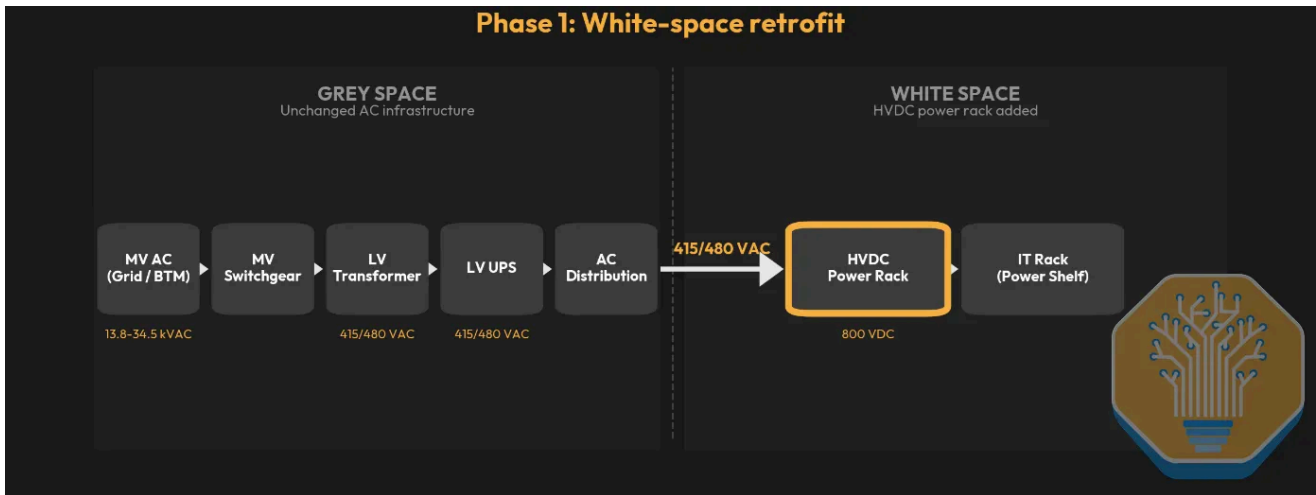 Phase 1: White-space retrofit
GREY SPACE
Unchanged AC infrastructure
WHITE SPACE
HVDC power rack added
MV AC
(Grid / BTM)
MV
Switchgear
LV
Transformer
LV UPS
AC
Distribution
415/480 VAC
HVDC
Power Rack
IT Rack
(Power Shelf)
13.8-34.5 kVAC
415/480 VAC
415/480 VAC
800 VDC